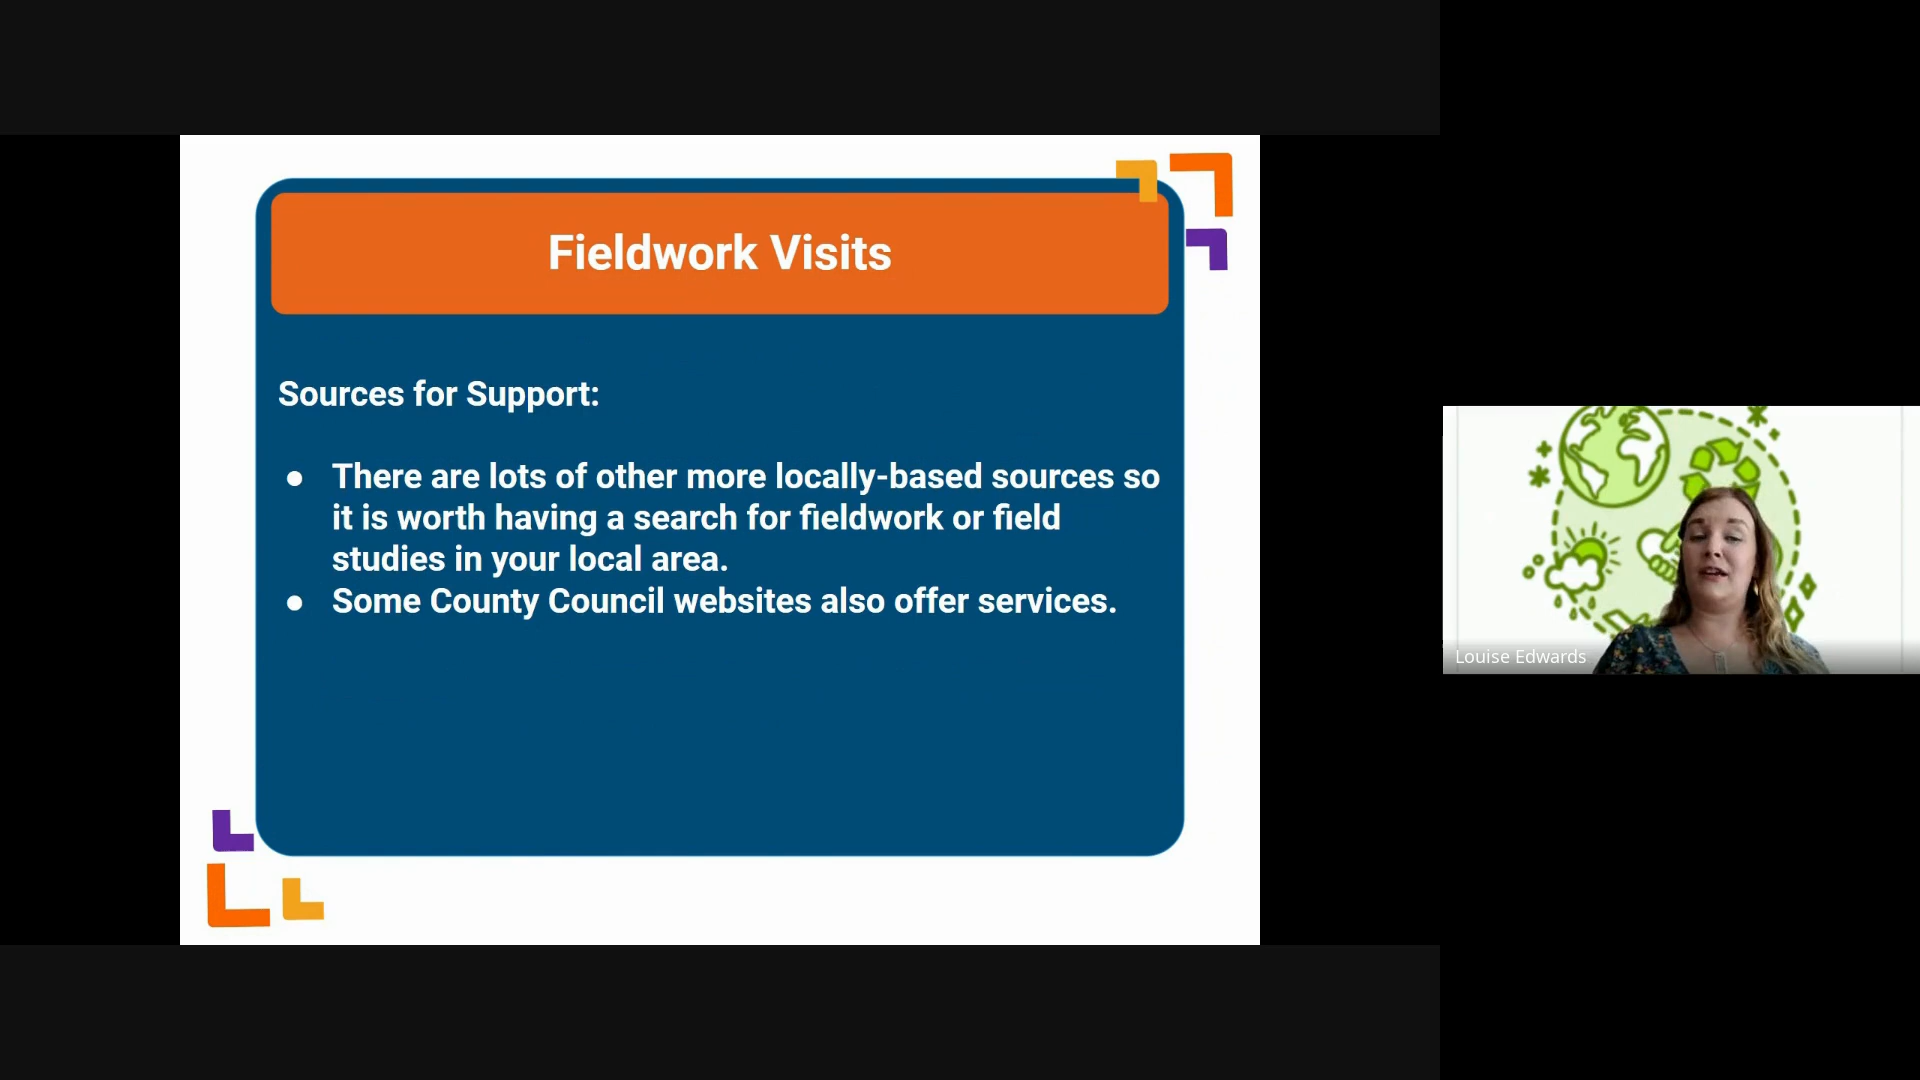 Fieldwork Visits
Sources for Support:
● There are lots of other more locally-based sources so
it is worth having a search for fieldwork or field
studies in your local area.
● Some County Council websites also offer services.
Louise Edwards